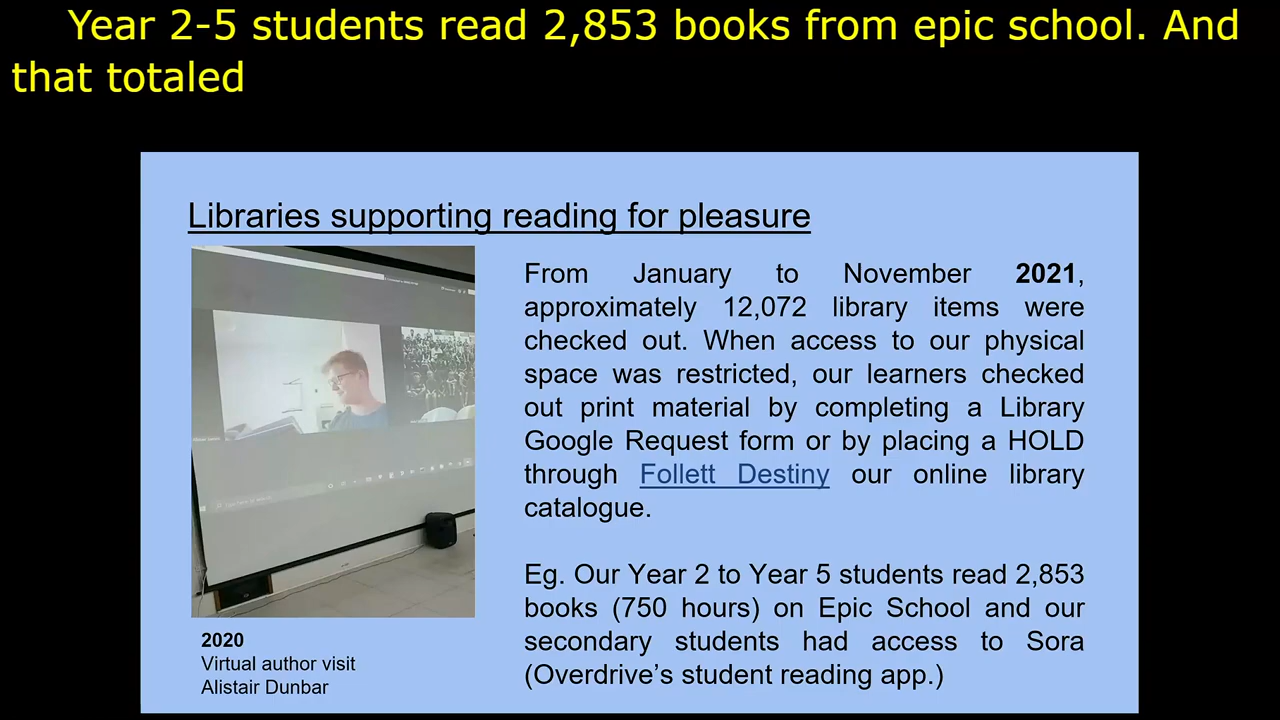 Year 2-5 students read 2,853 books from epic school. And
that totaled
Libraries supporting reading for pleasure
From January to November 2021,
approximately 12,072 library items were
checked out. When access to our physical
space was restricted, our learners checked
out print material by completing a Library
Google Request form or by placing a HOLD
through Follett Destiny our online library
catalogue.
Eg. Our Year 2 to Year 5 students read 2,853
books (750 hours) on Epic School and our
secondary students had access to Sora
(Overdrive's student reading app.)
2020
Virtual author visit
Alistair Dunbar